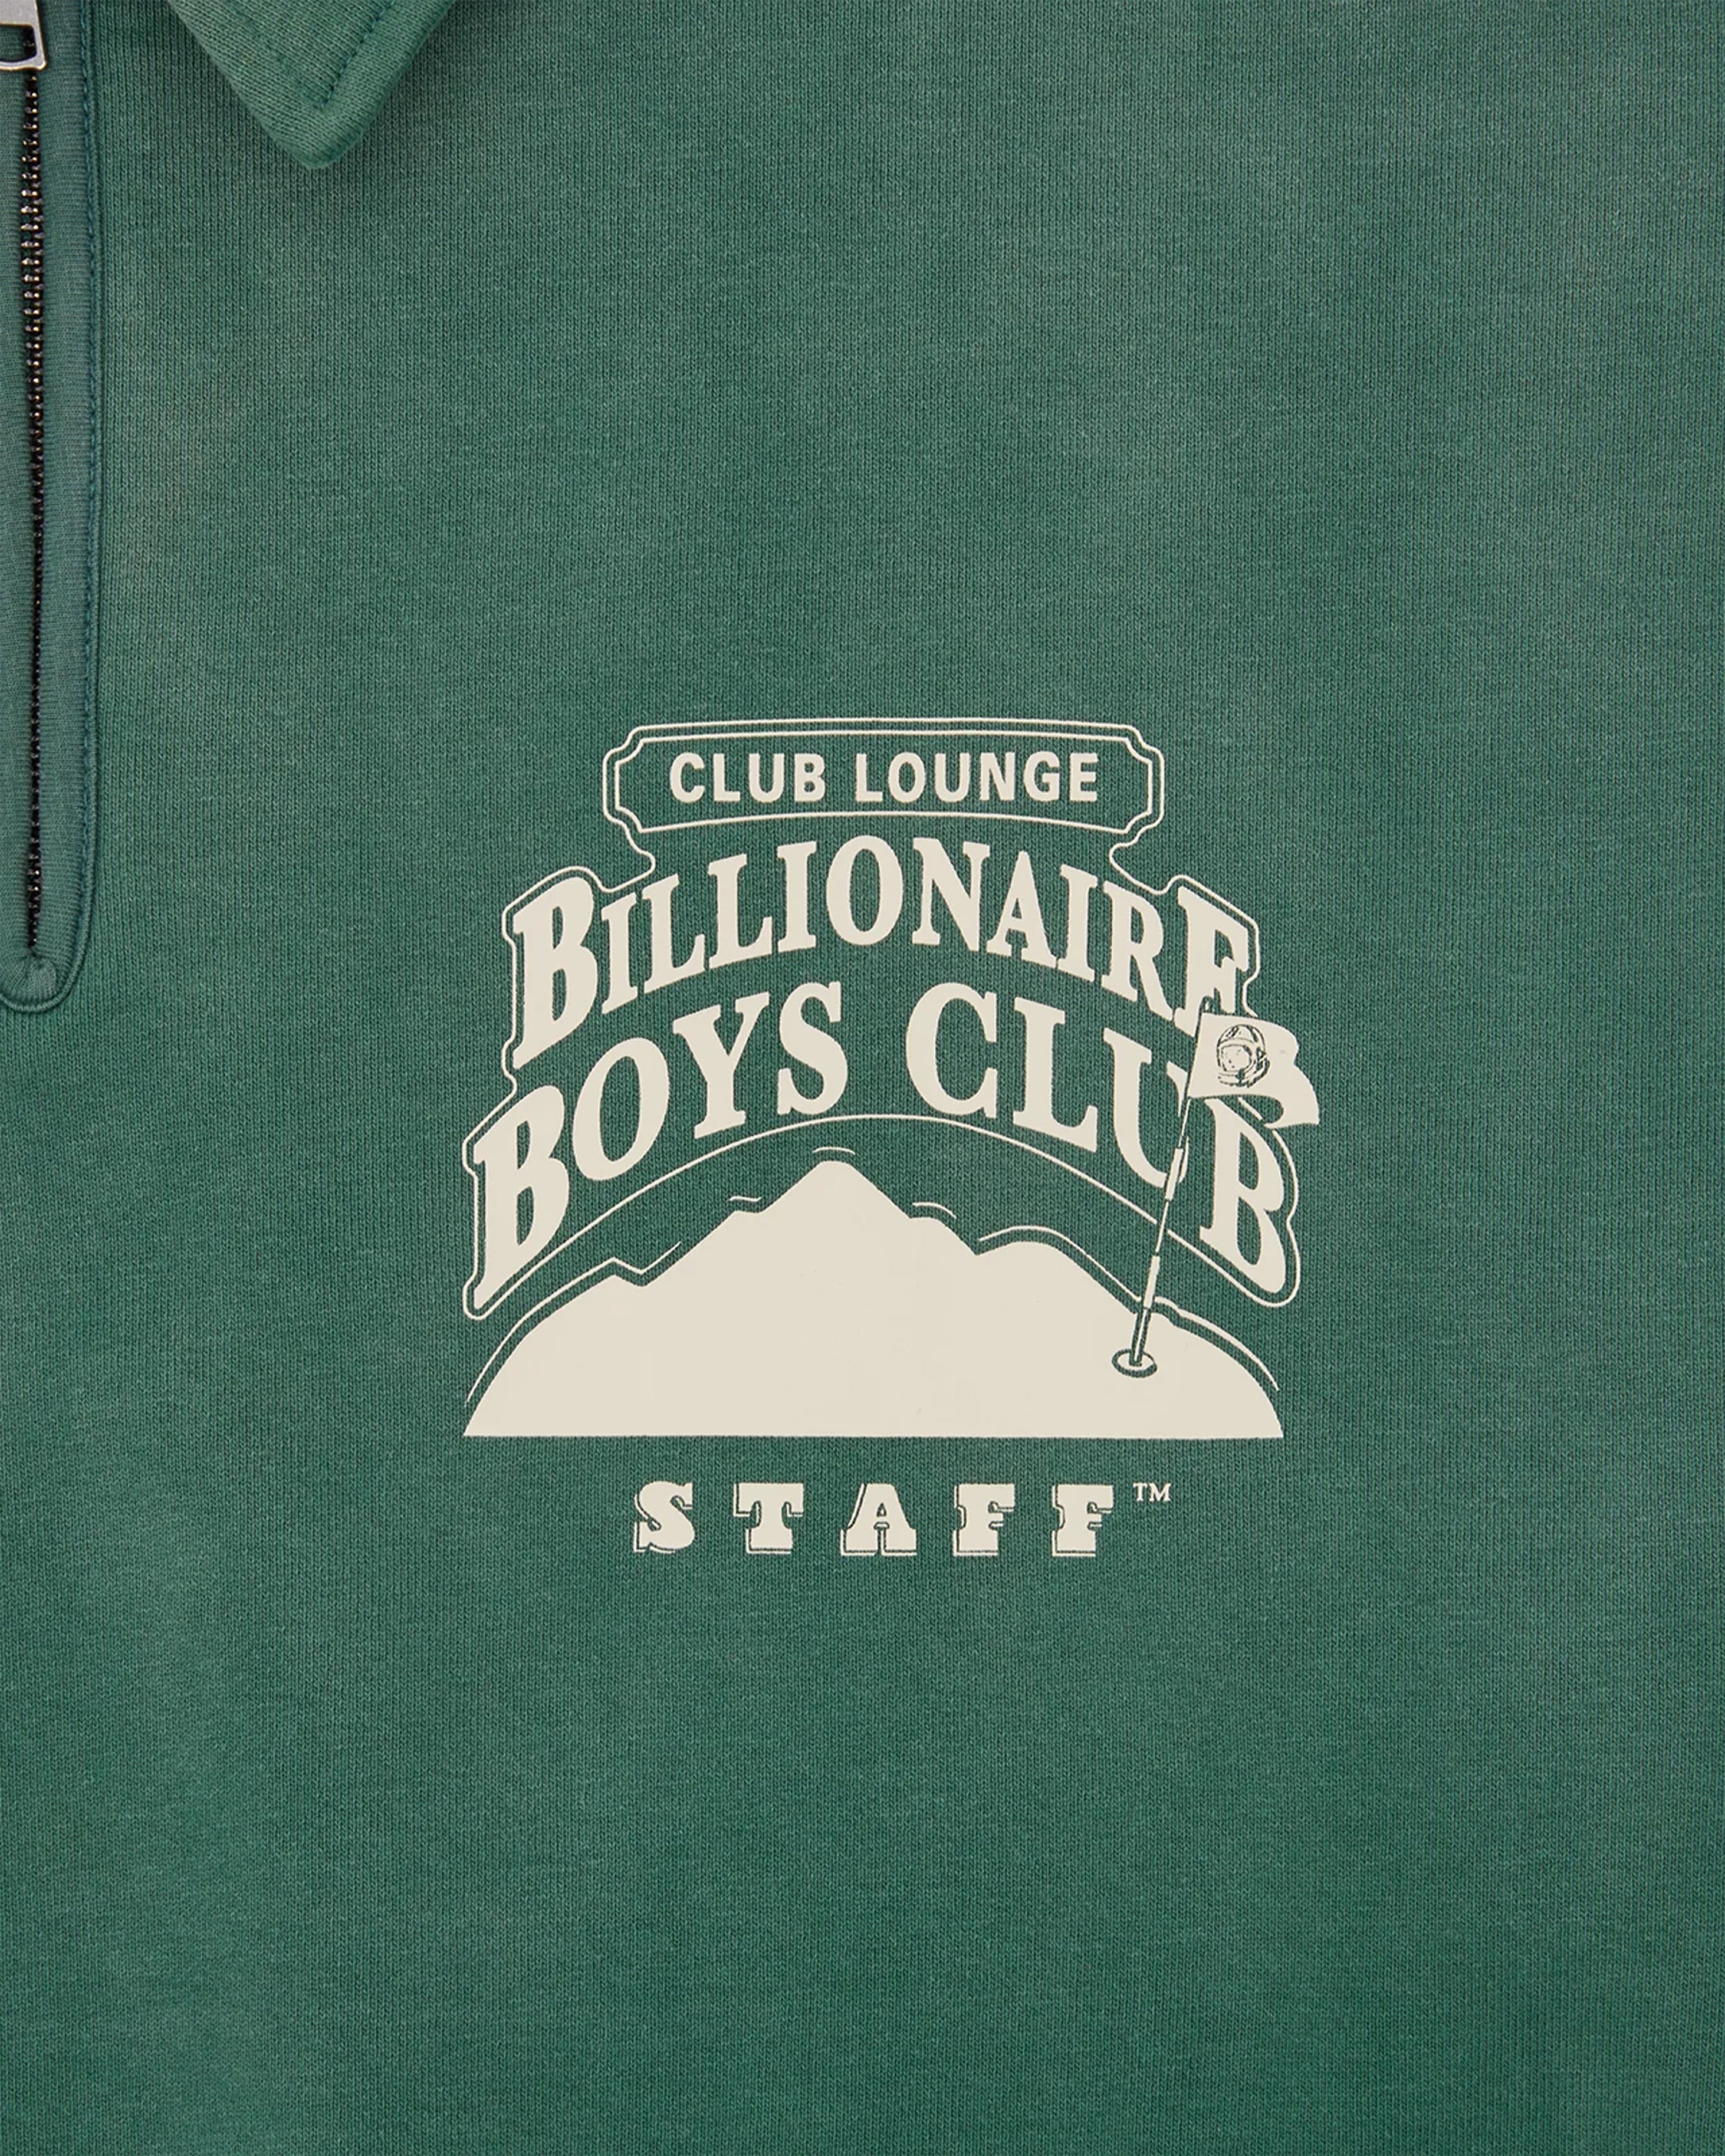 CLUB LOUNGE
BILLIONAIRE
BOYS CLUB
STAFF™